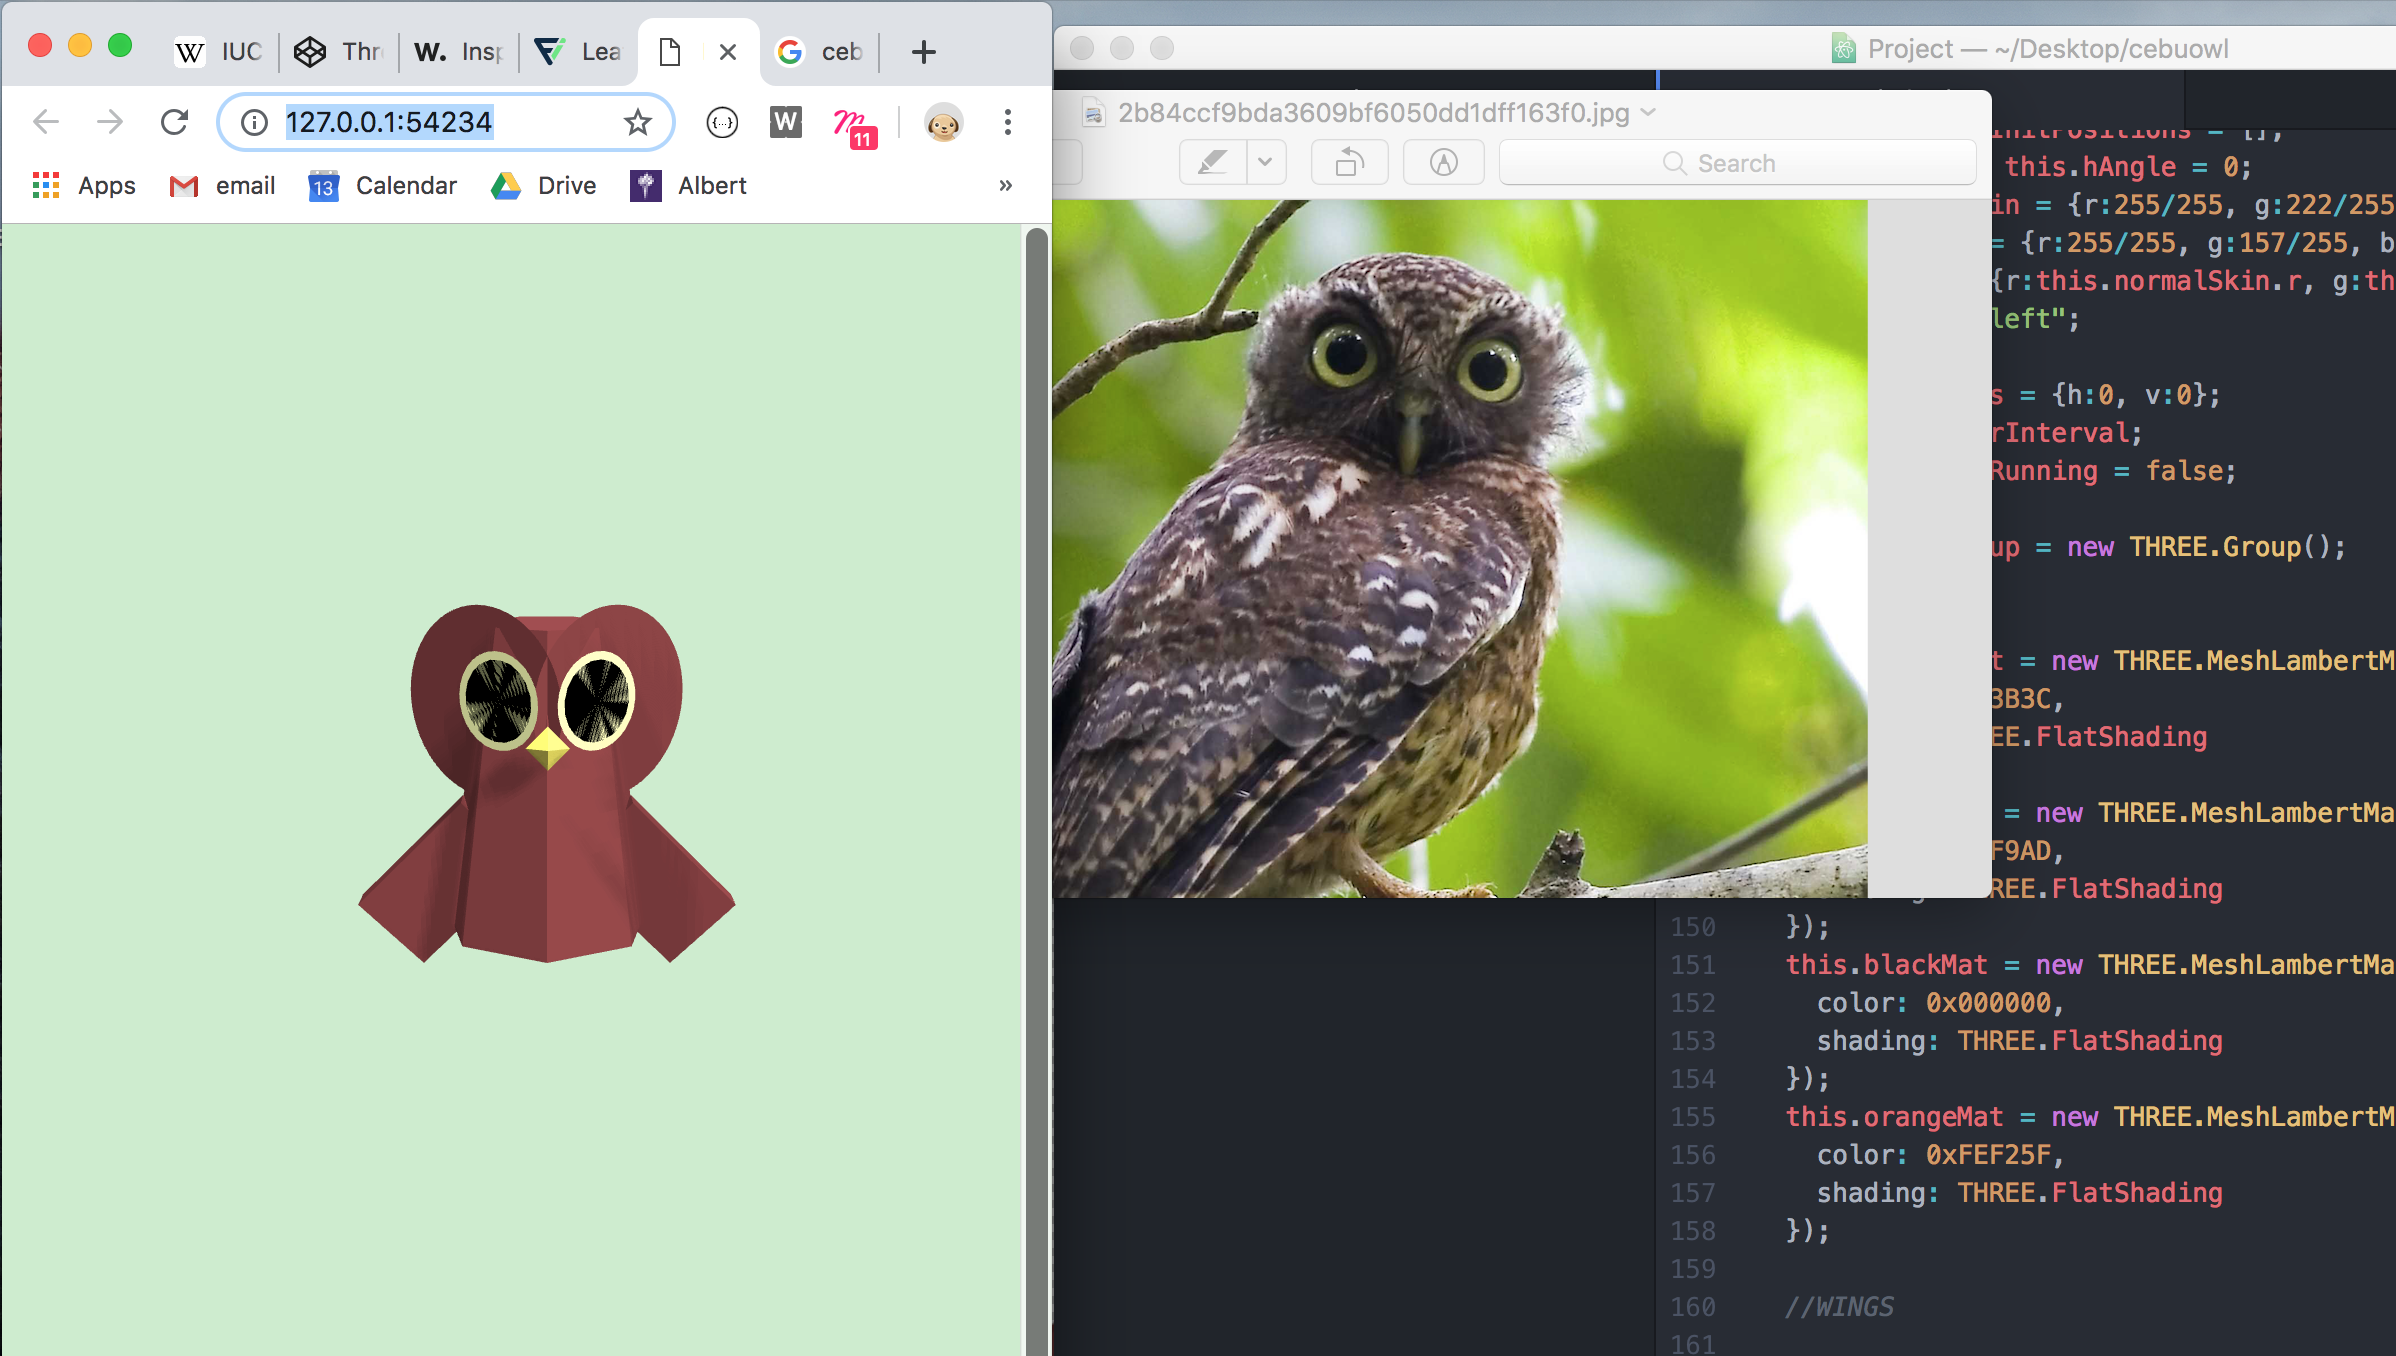 W IUC
Thr
W. Insp
Lea
ceb
127.0.0.1:54234
{...}
W
11
Apps
email
13 Calendar
Drive
Albert
»
Project — ~/Desktop/cebuowl
2b84ccf9bda3609bf6050dd1dff163f0.jpg
Search
this.hAngle = 0;
in = {r:255/255, g:222/255
= {r:255/255, g:157/255, b
{r:this.normalSkin.r, g:th
left";
s = {h:0, v:0};
rInterval;
Running = false;
up = new THREE.Group();
t = new THREE.MeshLambertM
3B3C,
EE.FlatShading
= new THREE.MeshLambertMa
F9AD,
REE.FlatShading
150 });
151 this.blackMat = new THREE.MeshLambertMa
152 color: 0x000000,
153 shading: THREE.FlatShading
154 });
155 this.orangeMat = new THREE.MeshLambertM
156 color: 0xFEF25F,
157 shading: THREE.FlatShading
158 });
159
160 //WINGS
161